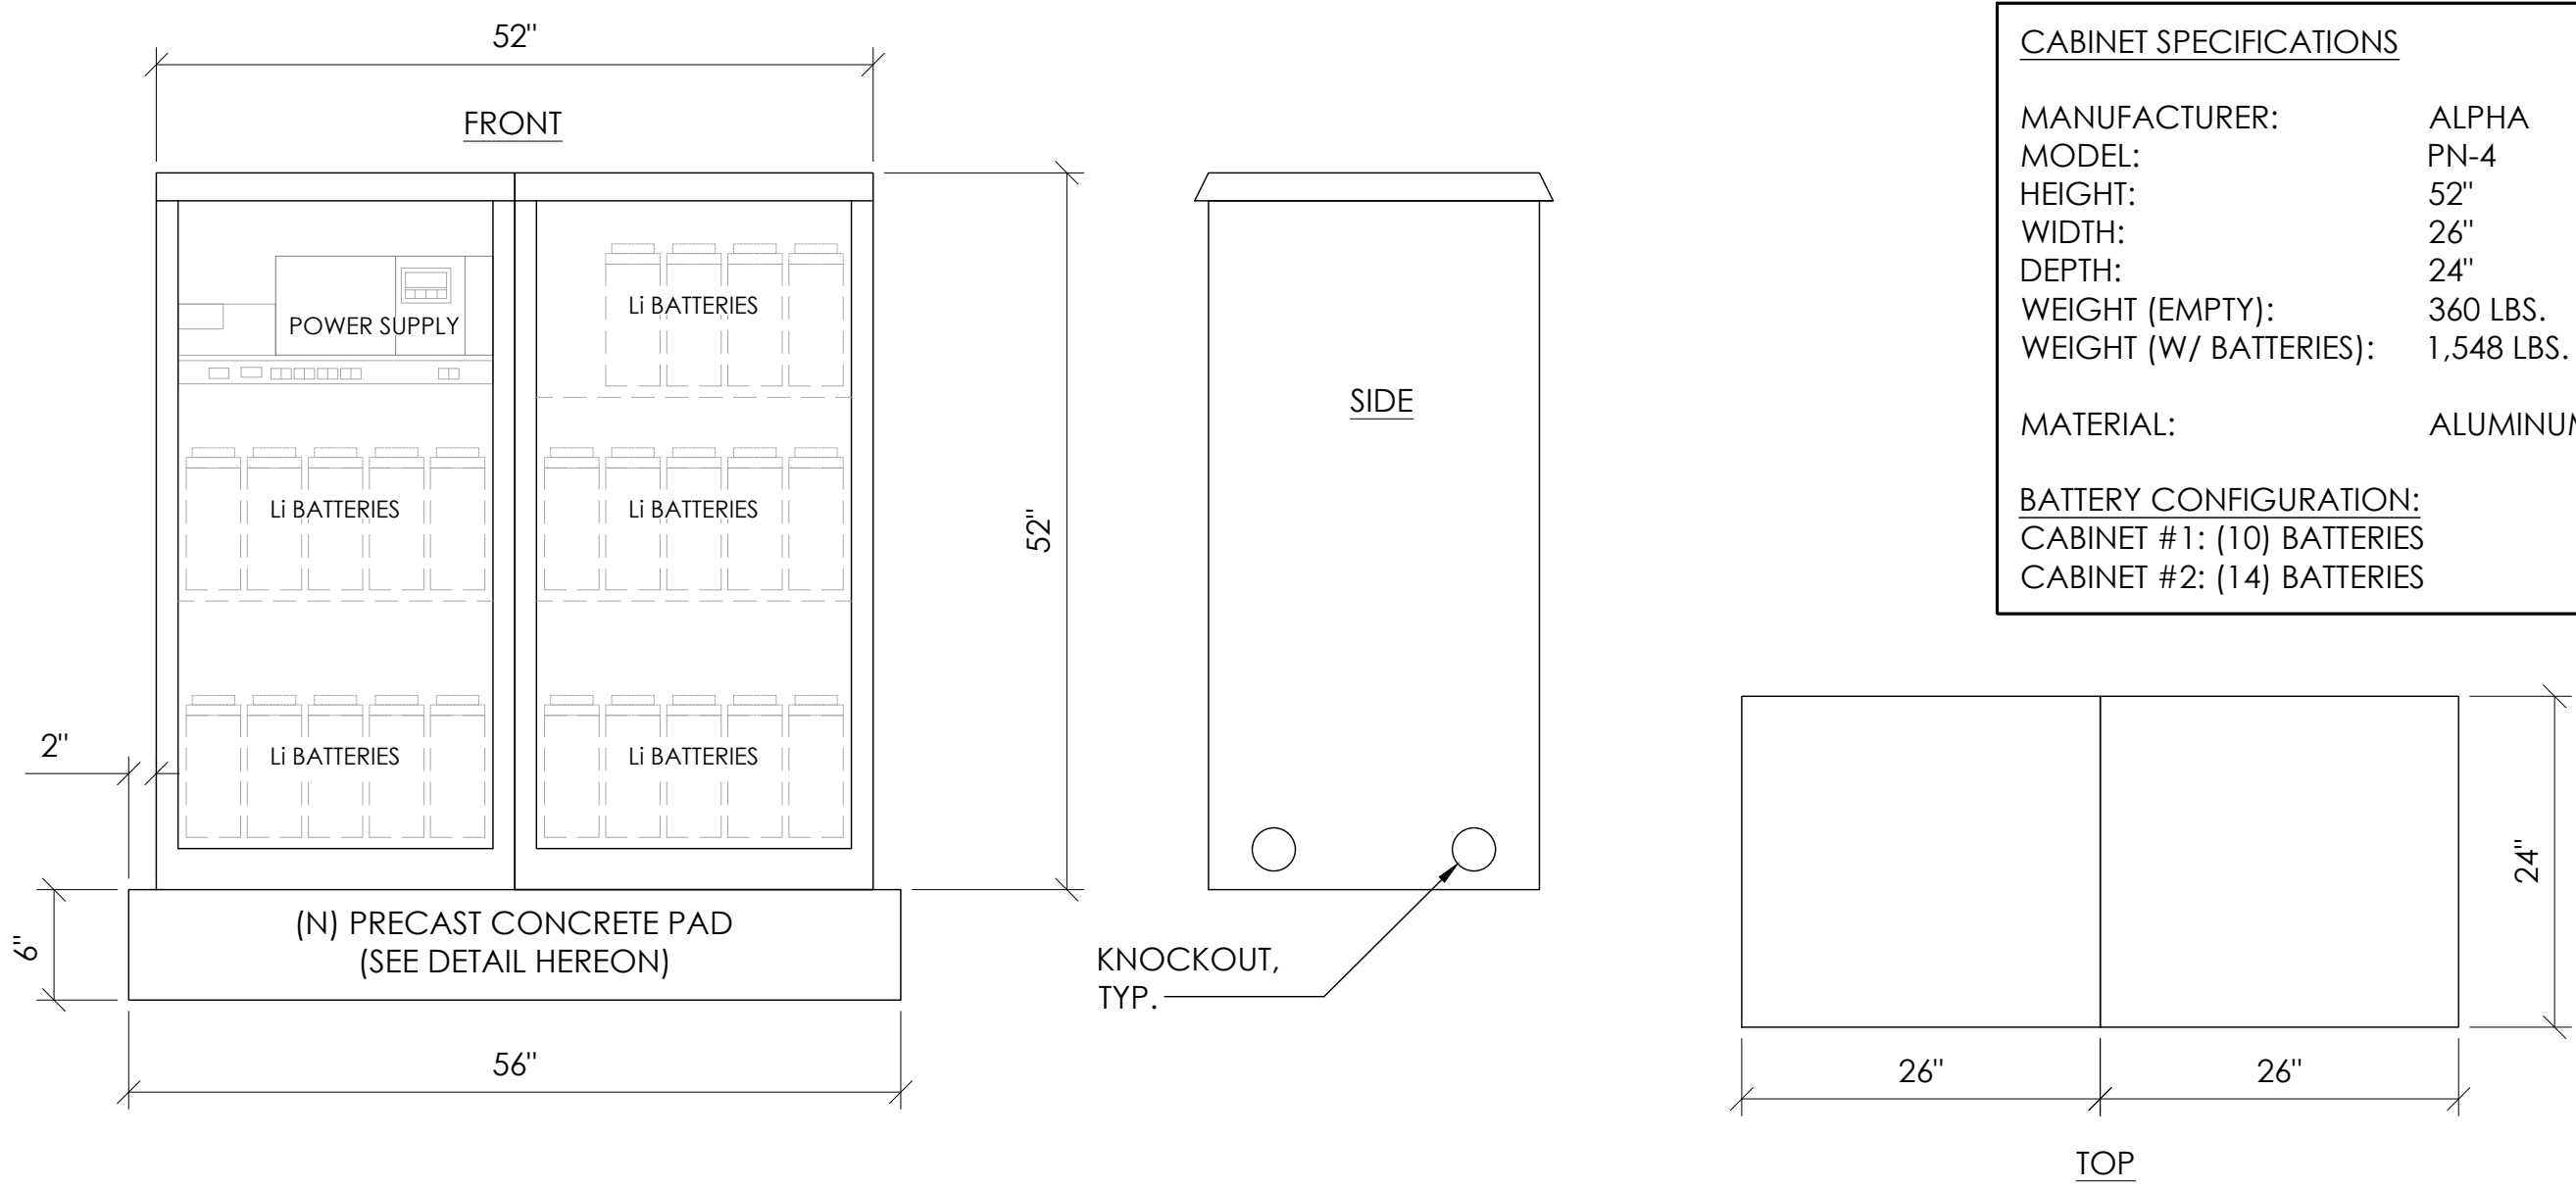 52"
FRONT
POWER SUPPLY
Li BATTERIES
Li BATTERIES
Li BATTERIES
Li BATTERIES
Li BATTERIES
2"
6"
(N) PRECAST CONCRETE PAD
(SEE DETAIL HEREON)
56"
52"
SIDE
KNOCKOUT,
TYP.
CABINET SPECIFICATIONS
MANUFACTURER: ALPHA
MODEL: PN-4
HEIGHT: 52"
WIDTH: 26"
DEPTH: 24"
WEIGHT (EMPTY): 360 LBS.
WEIGHT (W/ BATTERIES): 1,548 LBS.
MATERIAL: ALUMINUM
BATTERY CONFIGURATION:
CABINET #1: (10) BATTERIES
CABINET #2: (14) BATTERIES
24"
26" 26"
TOP